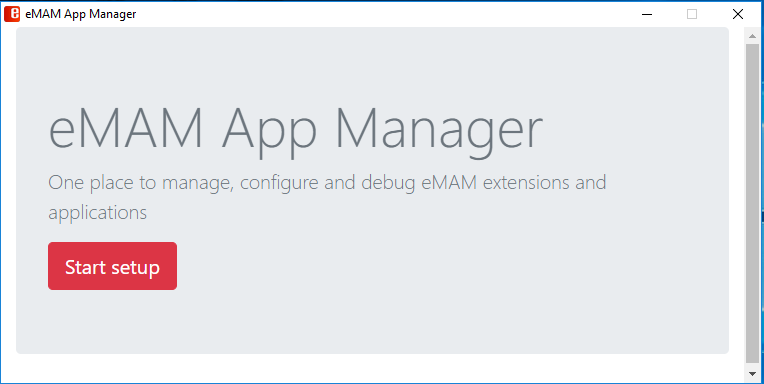 eMAM App Manager
eMAM App Manager
One place to manage, configure and debug eMAM extensions and
applications
Start setup